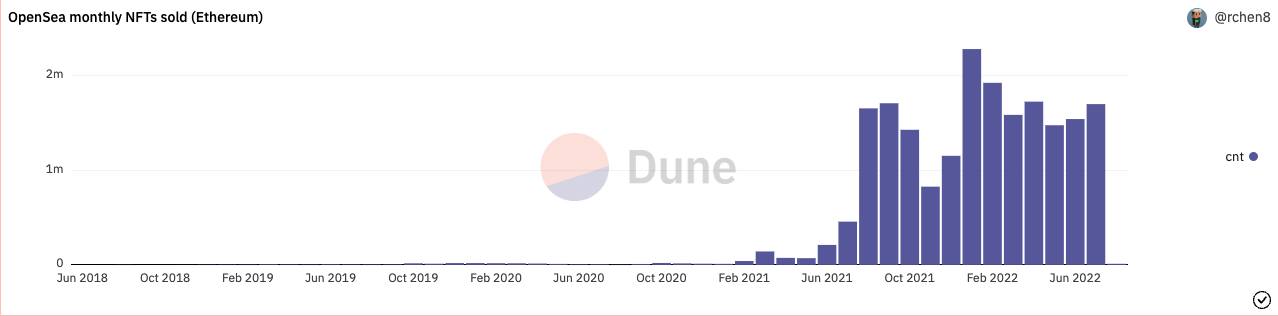 OpenSea monthly NFTs sold (Ethereum)
@rchen8
2m
1m
0
Dune
cnt
Jun 2018 Oct 2018 Feb 2019 Jun 2019 Oct 2019 Feb 2020 Jun 2020 Oct 2020 Feb 2021 Jun 2021 Oct 2021 Feb 2022 Jun 2022